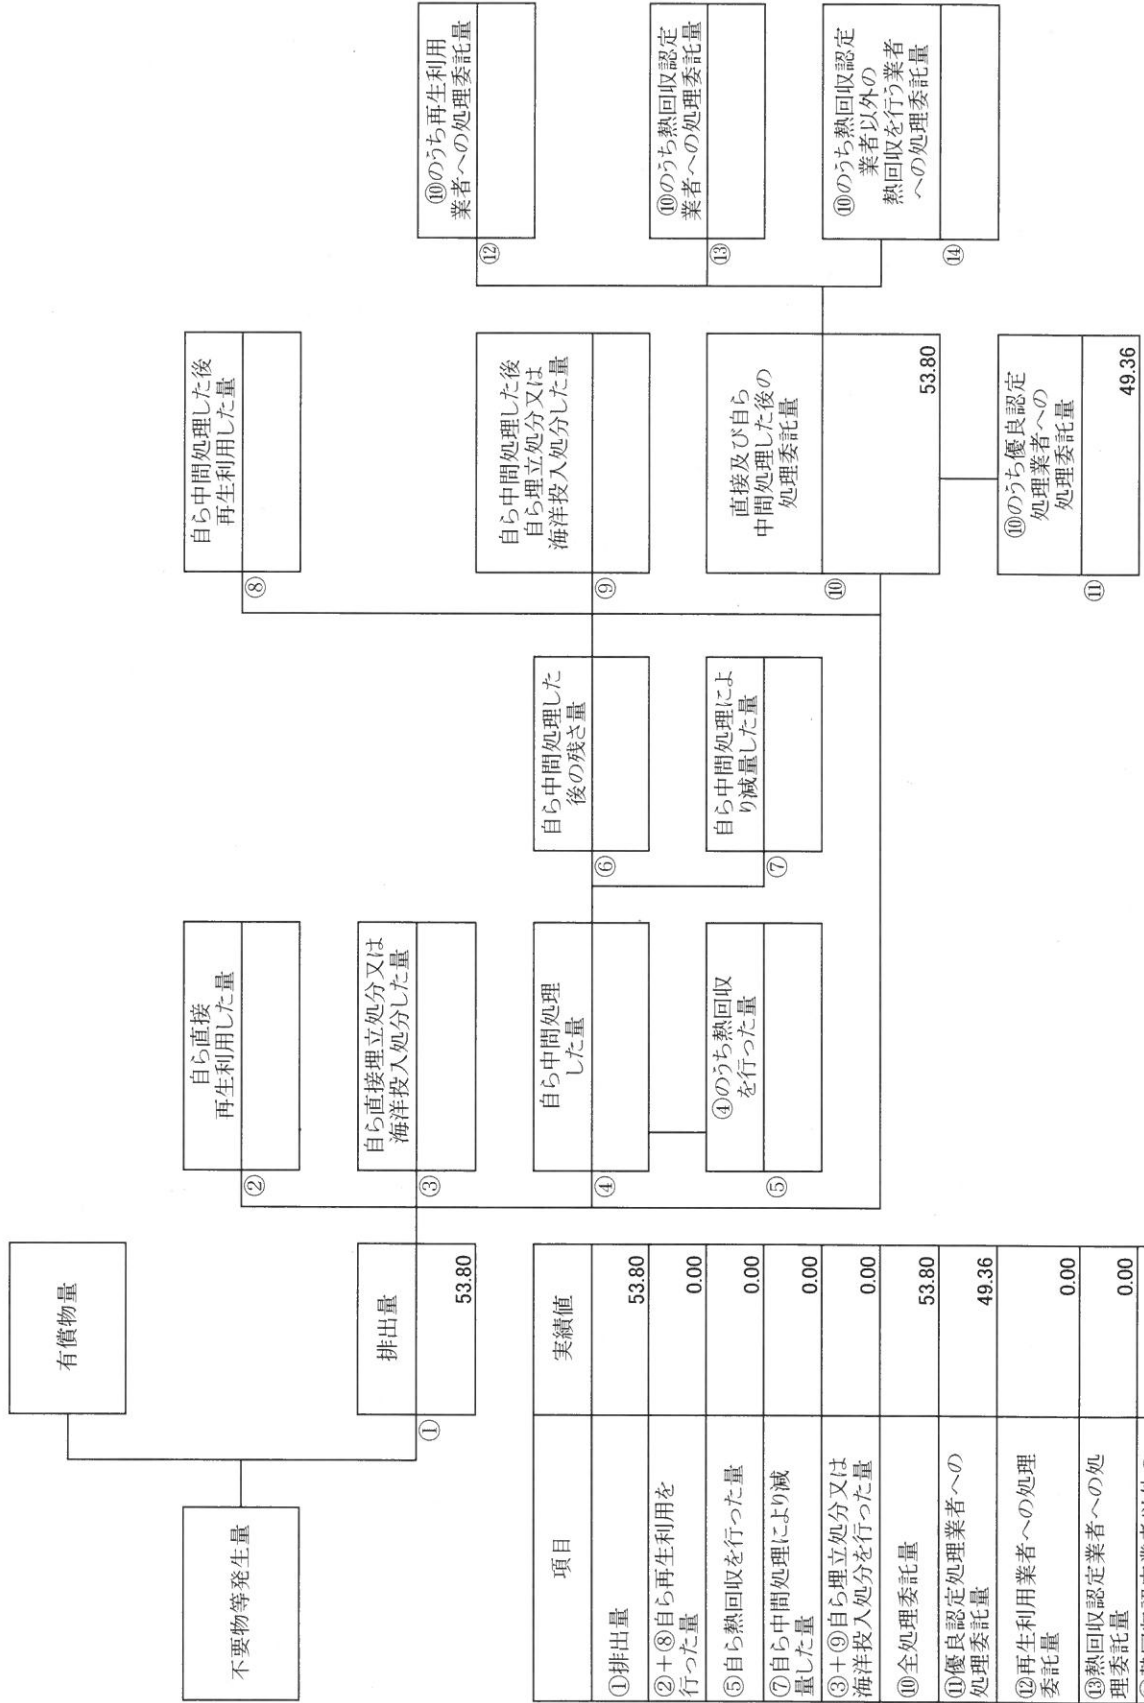 不要物等発生量
有償物量
排出量
①
53.80
自ら直接
再生利用した量
②
自ら直接埋立処分又は
海洋投入処分した量
③
自ら中間処理
した量
④
④のうち熱回収
を行った量
⑤
自ら中間処理した
後の残さ量
⑥
自ら中間処理によ
り減量した量
⑦
自ら中間処理した後
再生利用した量
⑧
自ら中間処理した後
自ら埋立処分又は
海洋投入処分した量
⑨
直接及び自ら
中間処理した後の
処理委託量
⑩
53.80
⑩のうち優良認定
処理業者への
処理委託量
⑪
49.36
⑩のうち再生利用
業者への処理委託量
⑫
⑩のうち熱回収認定
業者への処理委託量
⑬
⑩のうち熱回収認定
業者以外の
熱回収を行う業者
への処理委託量
⑭
項目 実績値
①排出量 53.80
②+⑧自ら再生利用を
行った量 0.00
⑤自ら熱回収を行った量 0.00
⑦自ら中間処理により減
量した量 0.00
③+⑨自ら埋立処分又は
海洋投入処分を行った量 0.00
⑩全処理委託量 53.80
⑪優良認定処理業者への
処理委託量 49.36
⑫再生利用業者への処理
委託量 0.00
⑬熱回収認定業者への処
理委託量 0.00